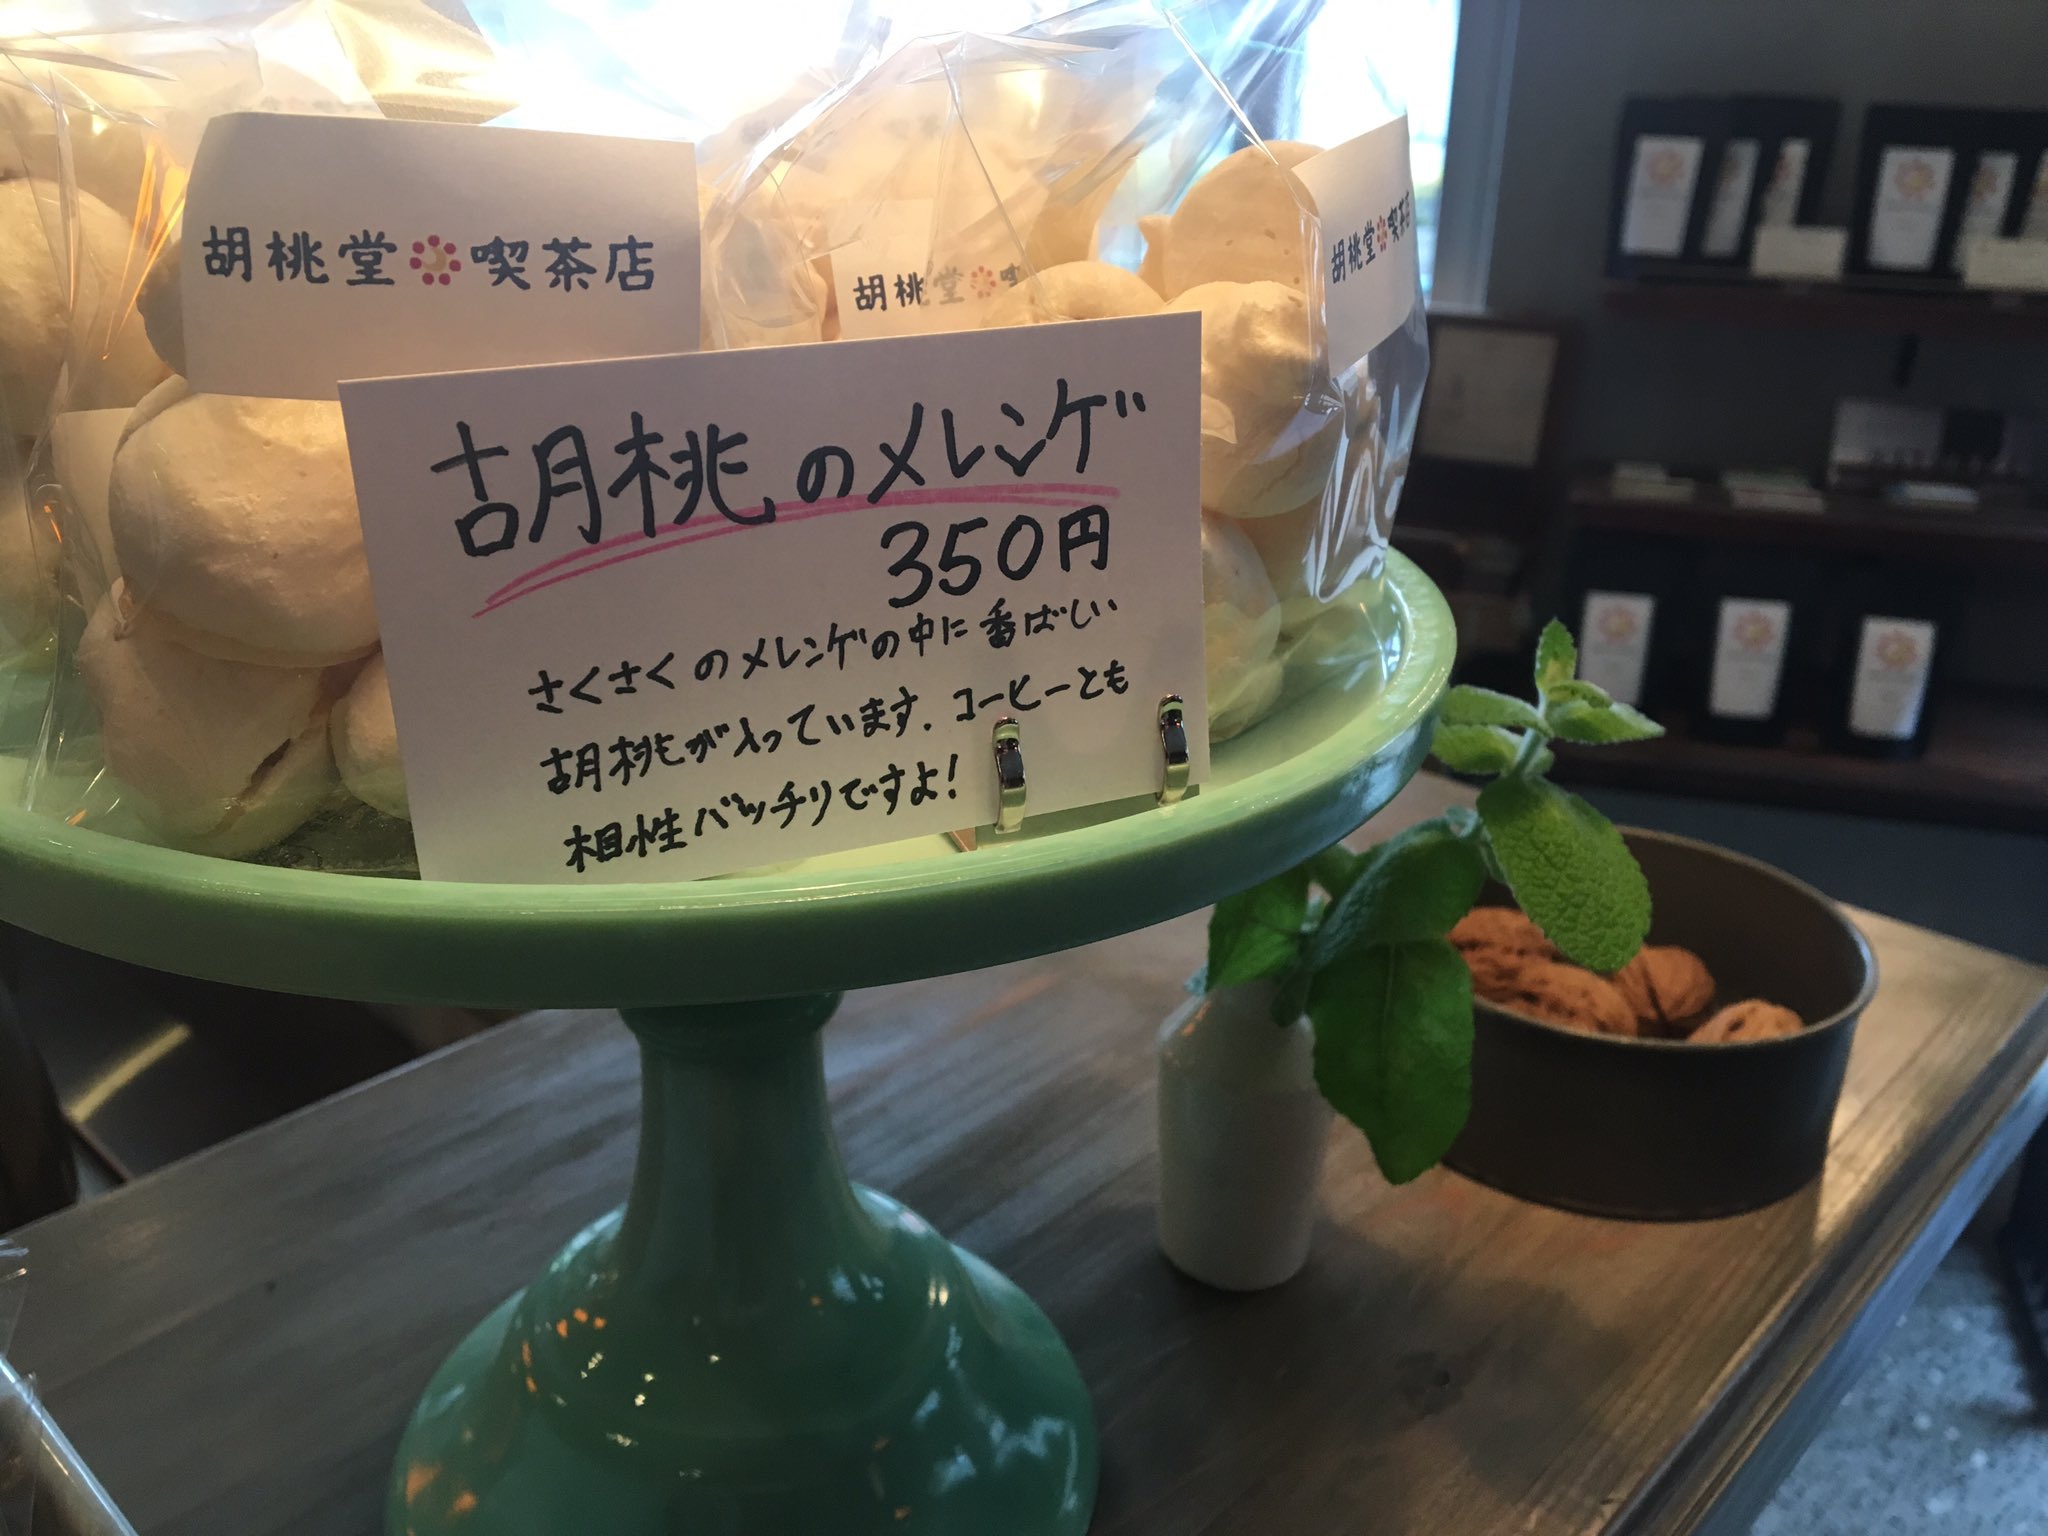 胡桃堂喫茶店
胡桃堂喫
胡桃堂喫茶店
胡桃のメレンゲ
350円
さくさくのメレンゲの中に香ばしい
胡桃が入っています。コーヒーとも
相性バッチリですよ!